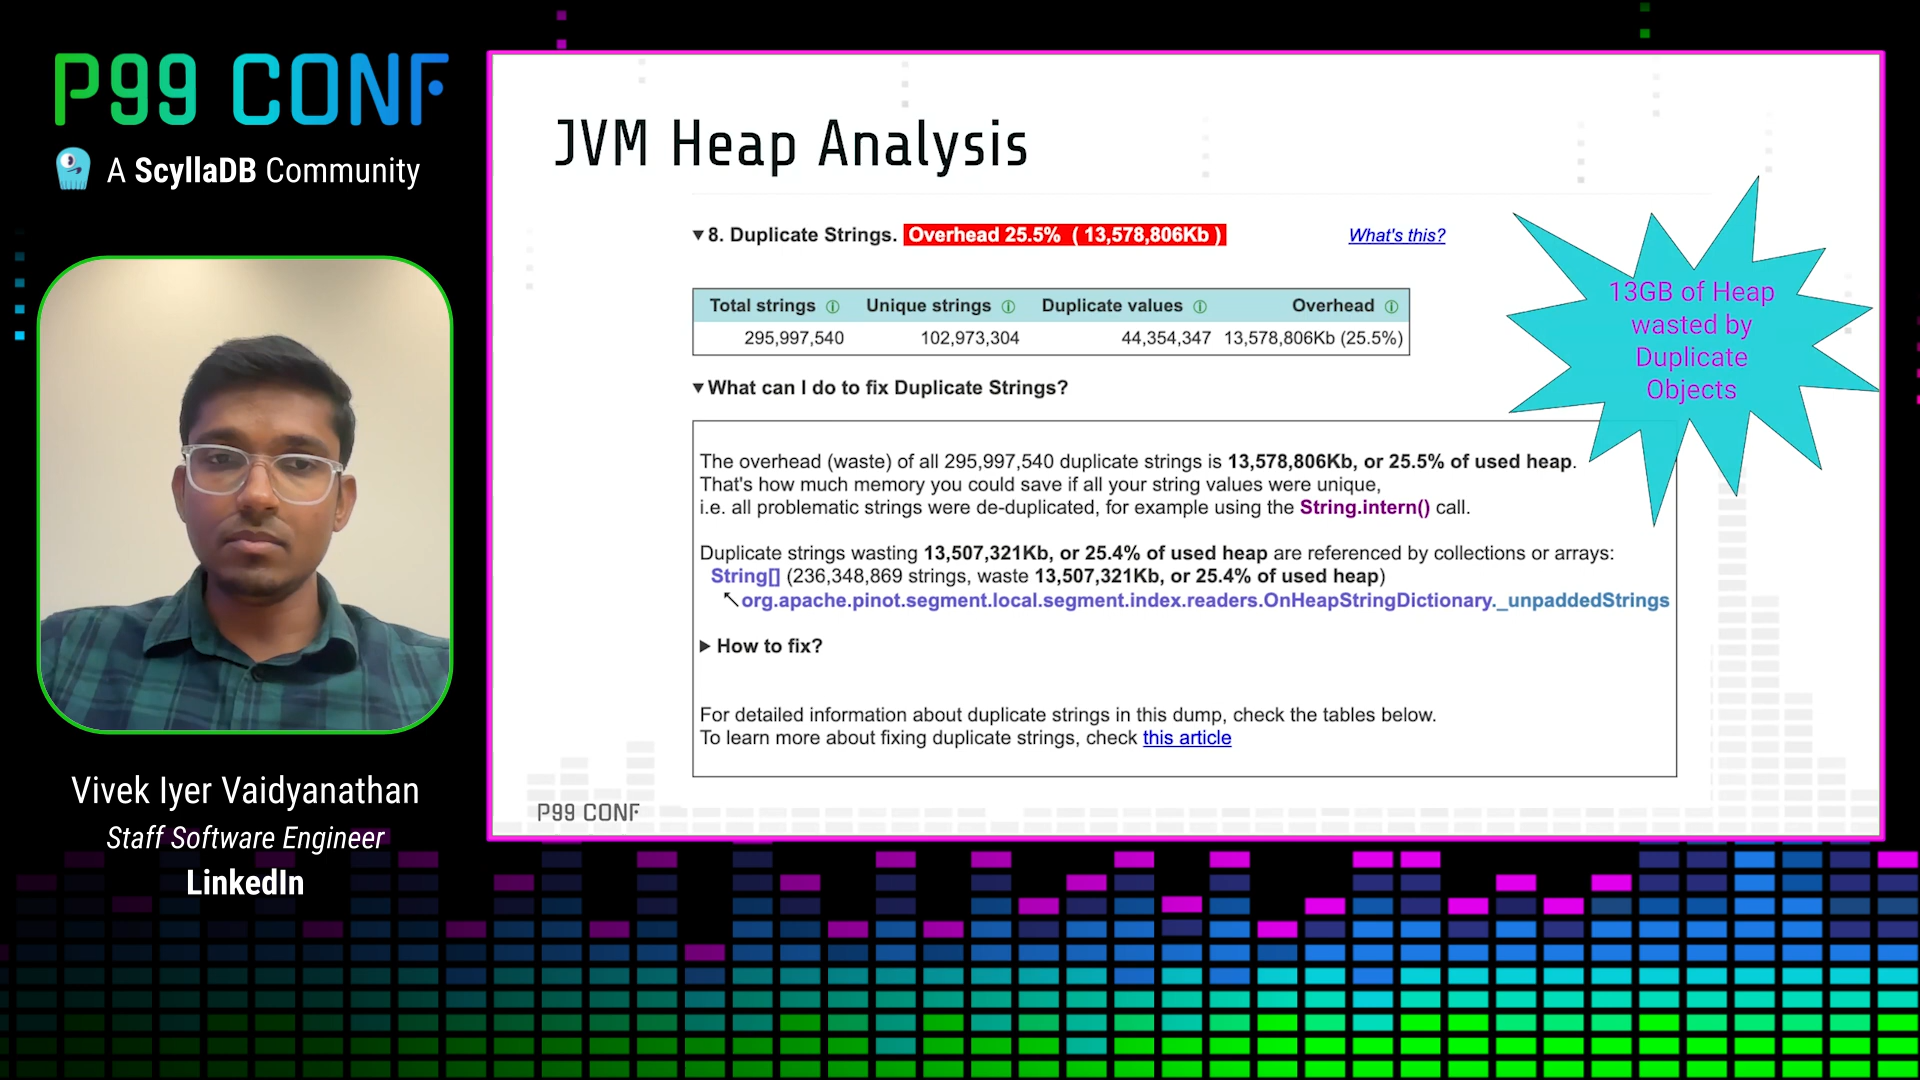 P99 CONF
A ScyllaDB Community
Vivek Iyer Vaidyanathan
Staff Software Engineer
LinkedIn
JVM Heap Analysis
▼8. Duplicate Strings. Overhead 25.5% ( 13,578,806Kb ) What's this?
Total strings ⓘ Unique strings ⓘ Duplicate values ⓘ Overhead ⓘ
295,997,540 102,973,304 44,354,347 13,578,806Kb (25.5%)
▼What can I do to fix Duplicate Strings?
The overhead (waste) of all 295,997,540 duplicate strings is 13,578,806Kb, or 25.5% of used heap.
That's how much memory you could save if all your string values were unique,
i.e. all problematic strings were de-duplicated, for example using the String.intern() call.
Duplicate strings wasting 13,507,321Kb, or 25.4% of used heap are referenced by collections or arrays:
String[] (236,348,869 strings, waste 13,507,321Kb, or 25.4% of used heap)
↖org.apache.pinot.segment.local.segment.index.readers.OnHeapStringDictionary._unpaddedStrings
▶ How to fix?
For detailed information about duplicate strings in this dump, check the tables below.
To learn more about fixing duplicate strings, check this article
13GB of Heap
wasted by
Duplicate
Objects
P99 CONF